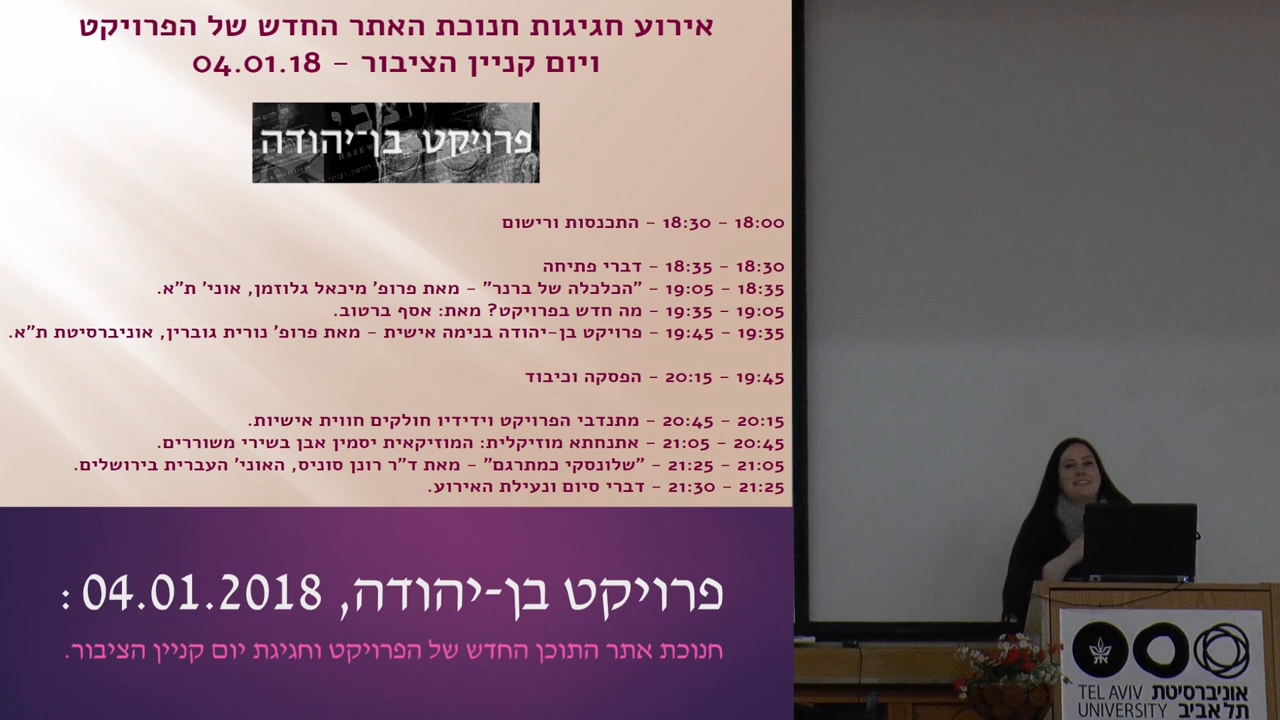 אירוע חגיגות חנוכת האתר החדש של הפרויקט
ויום קניין הציבור – 04.01.18
פרויקט בן־יהודה
18:00 – 18:30 – התכנסות ורישום
18:30 – 18:35 – דברי פתיחה
18:35 – 19:05 – "הכלכלה של ברנר" – מאת פרופ' מיכאל גלוזמן, אוני' ת"א.
19:05 – 19:35 – מה חדש בפרויקט? מאת: אסף ברטוב.
19:35 – 19:45 – פרויקט בן-יהודה בנימה אישית – מאת פרופ' נורית גוברין, אוניברסיטת ת"א.
19:45 – 20:15 – הפסקה וכיבוד
20:15 – 20:45 – מתנדבי הפרויקט וידידיו חולקים חווית אישיות.
20:45 – 21:05 – אתנחתא מוזיקלית: המוזיקאית יסמין אבן בשירי משוררים.
21:05 – 21:25 – "שלונסקי כמתרגם" – מאת ד"ר רונן סוניס, האוני' העברית בירושלים.
21:25 – 21:30 – דברי סיום ונעילת האירוע.
פרויקט בן-יהודה, 04.01.2018 :
חנוכת אתר התוכן החדש של הפרויקט וחגיגת יום קניין הציבור.
TEL AVIV אוניברסיטת
UNIVERSITY תל אביב